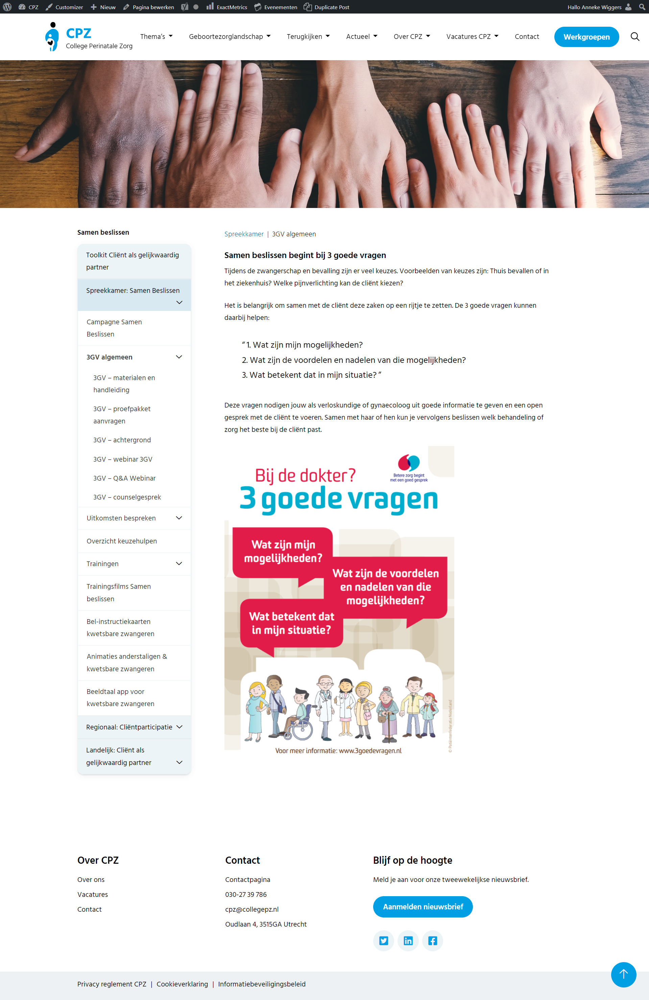 CPZ
Customizer
Nieuw
Pagina bewerken
ExactMetrics
Evenementen
Duplicate Post
Hallo Anneke Wiggers
CPZ
College Perinatale Zorg
Thema’s
Geboortezorglandschap
Terugkijken
Actueel
Over CPZ
Vacatures CPZ
Contact
Werkgroepen
Samen beslissen
Toolkit Cliënt als gelijkwaardig
partner
Spreekkamer: Samen Beslissen
Campagne Samen
Beslissen
3GV algemeen
3GV – materialen en
handleiding
3GV – proefpakket
aanvragen
3GV – achtergrond
3GV – webinar 3GV
3GV – Q&A Webinar
3GV – counselgesprek
Uitkomsten bespreken
Overzicht keuzehulpen
Trainingen
Trainingsfilms Samen
beslissen
Bel-instructiekaarten
kwetsbare zwangeren
Animaties anderstaligen &
kwetsbare zwangeren
Beeldtaal app voor
kwetsbare zwangeren
Regionaal: Cliëntparticipatie
Landelijk: Cliënt als
gelijkwaardig partner
Spreekkamer | 3GV algemeen
Samen beslissen begint bij 3 goede vragen
Tijdens de zwangerschap en bevalling zijn er veel keuzes. Voorbeelden van keuzes zijn: Thuis bevallen of in
het ziekenhuis? Welke pijnverlichting kan de cliënt kiezen?
Het is belangrijk om samen met de cliënt deze zaken op een rijtje te zetten. De 3 goede vragen kunnen
daarbij helpen:
“ 1. Wat zijn mijn mogelijkheden?
2. Wat zijn de voordelen en nadelen van die mogelijkheden?
3. Wat betekent dat in mijn situatie? ”
Deze vragen nodigen jouw als verloskundige of gynaecoloog uit goede informatie te geven en een open
gesprek met de cliënt te voeren. Samen met haar of hen kun je vervolgens beslissen welk behandeling of
zorg het beste bij de cliënt past.
Betere zorg begint
met een goed gesprek
Bij de dokter?
3 goede vragen
Wat zijn mijn
mogelijkheden?
Wat zijn de voordelen
en nadelen van die
mogelijkheden?
Wat betekent dat
in mijn situatie?
© Patiëntenfederatie Nederland
Voor meer informatie: www.3goedevragen.nl
Over CPZ
Over ons
Vacatures
Contact
Contact
Contactpagina
030-27 39 786
cpz@collegepz.nl
Oudlaan 4, 3515GA Utrecht
Blijf op de hoogte
Meld je aan voor onze tweewekelijkse nieuwsbrief.
Aanmelden nieuwsbrief
Privacy reglement CPZ | Cookieverklaring | Informatiebeveiligingsbeleid